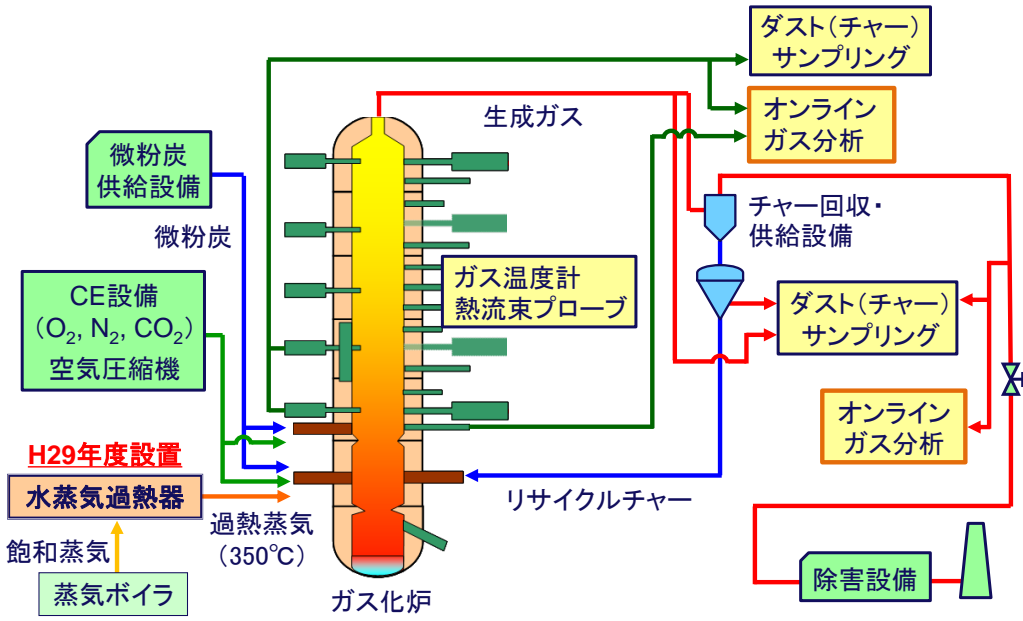 ダスト（チャー）
サンプリング
生成ガス
オンライン
ガス分析
微粉炭
供給設備
チャー回収・
供給設備
微粉炭
ガス温度計
熱流束プローブ
CE設備
（O₂, N₂, CO₂）
空気圧縮機
ダスト（チャー）
サンプリング
オンライン
ガス分析
H29年度設置
水蒸気過熱器
リサイクルチャー
過熱蒸気
（350℃）
飽和蒸気
蒸気ボイラ
ガス化炉
除害設備